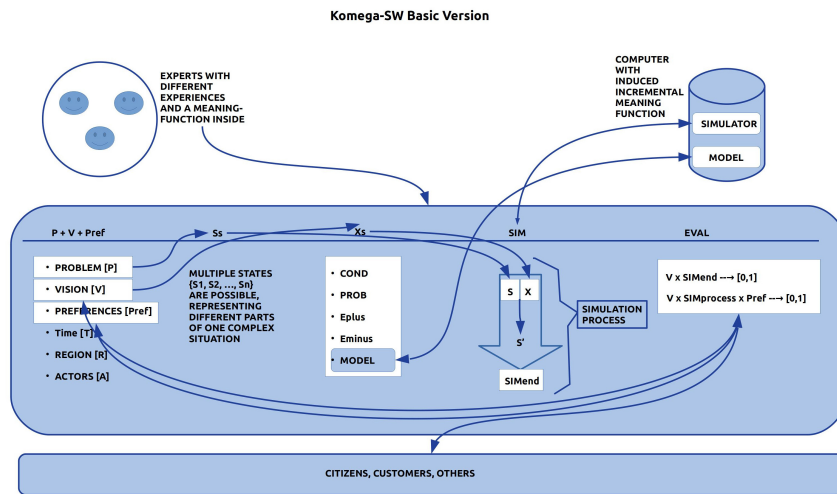 Komega-SW Basic Version
EXPERTS WITH
DIFFERENT
EXPERIENCES
AND A MEANING-
FUNCTION INSIDE
COMPUTER
WITH
INDUCED
INCREMENTAL
MEANING
FUNCTION
SIMULATOR
MODEL
P + V + Pref
Ss
Xs
SIM
EVAL
• PROBLEM [P]
• VISION [V]
• PREFERENCES [Pref]
• Time [T]
• REGION [R]
• ACTORS [A]
MULTIPLE STATES
{S1, S2, ..., Sn}
ARE POSSIBLE,
REPRESENTING
DIFFERENT PARTS
OF ONE COMPLEX
SITUATION
• COND
• PROB
• Eplus
• Eminus
• MODEL
S X
S'
SIMend
SIMULATION
PROCESS
V x SIMend ---→ [0,1]
V x SIMprocess x Pref ---→ [0,1]
CITIZENS, CUSTOMERS, OTHERS